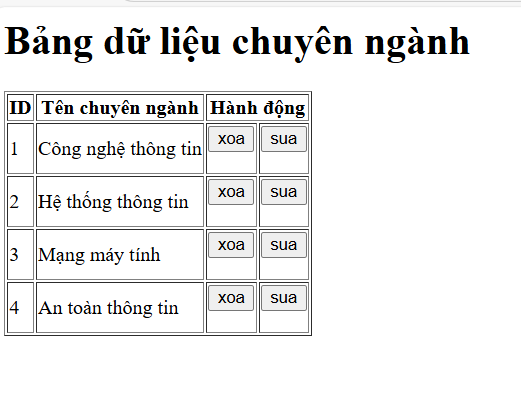 Bảng dữ liệu chuyên ngành
ID Tên chuyên ngành Hành động
1 Công nghệ thông tin xoa sua
2 Hệ thống thông tin xoa sua
3 Mạng máy tính xoa sua
4 An toàn thông tin xoa sua